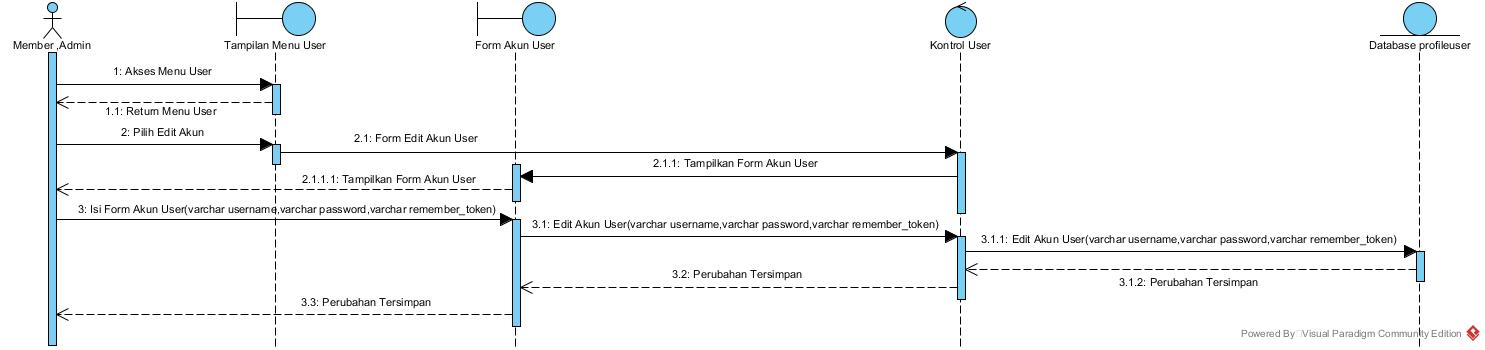 Member ,Admin
Tampilan Menu User
Form Akun User
Kontrol User
Database profileuser
1: Akses Menu User
1.1: Return Menu User
2: Pilih Edit Akun
2.1: Form Edit Akun User
2.1.1: Tampilkan Form Akun User
2.1.1.1: Tampilkan Form Akun User
3: Isi Form Akun User(varchar username,varchar password,varchar remember_token)
3.1: Edit Akun User(varchar username,varchar password,varchar remember_token)
3.1.1: Edit Akun User(varchar username,varchar password,varchar remember_token)
3.2: Perubahan Tersimpan
3.1.2: Perubahan Tersimpan
3.3: Perubahan Tersimpan
Powered By Visual Paradigm Community Edition